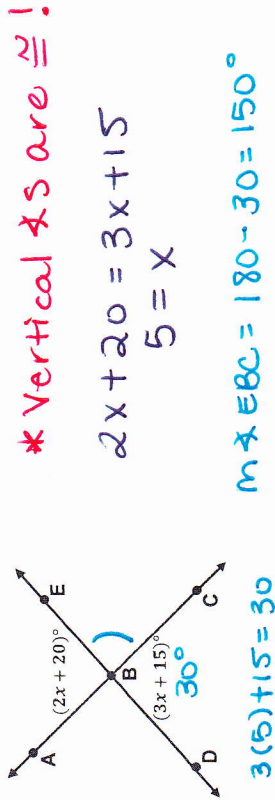 A
E
(2x + 20)°
B
(3x + 15)°
30°
D
C
3(5)+15=30
* Vertical ∡s are ≅!
2x+20=3x+15
5=x
m∡EBC = 180-30=150°